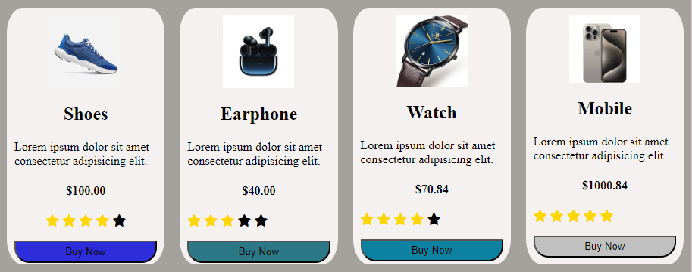 Shoes
Lorem ipsum dolor sit amet
consectetur adipisicing elit.
$100.00
Buy Now
Earphone
Lorem ipsum dolor sit amet
consectetur adipisicing elit.
$40.00
Buy Now
Watch
Lorem ipsum dolor sit amet
consectetur adipisicing elit.
$70.84
Buy Now
Mobile
Lorem ipsum dolor sit amet
consectetur adipisicing elit.
$1000.84
Buy Now